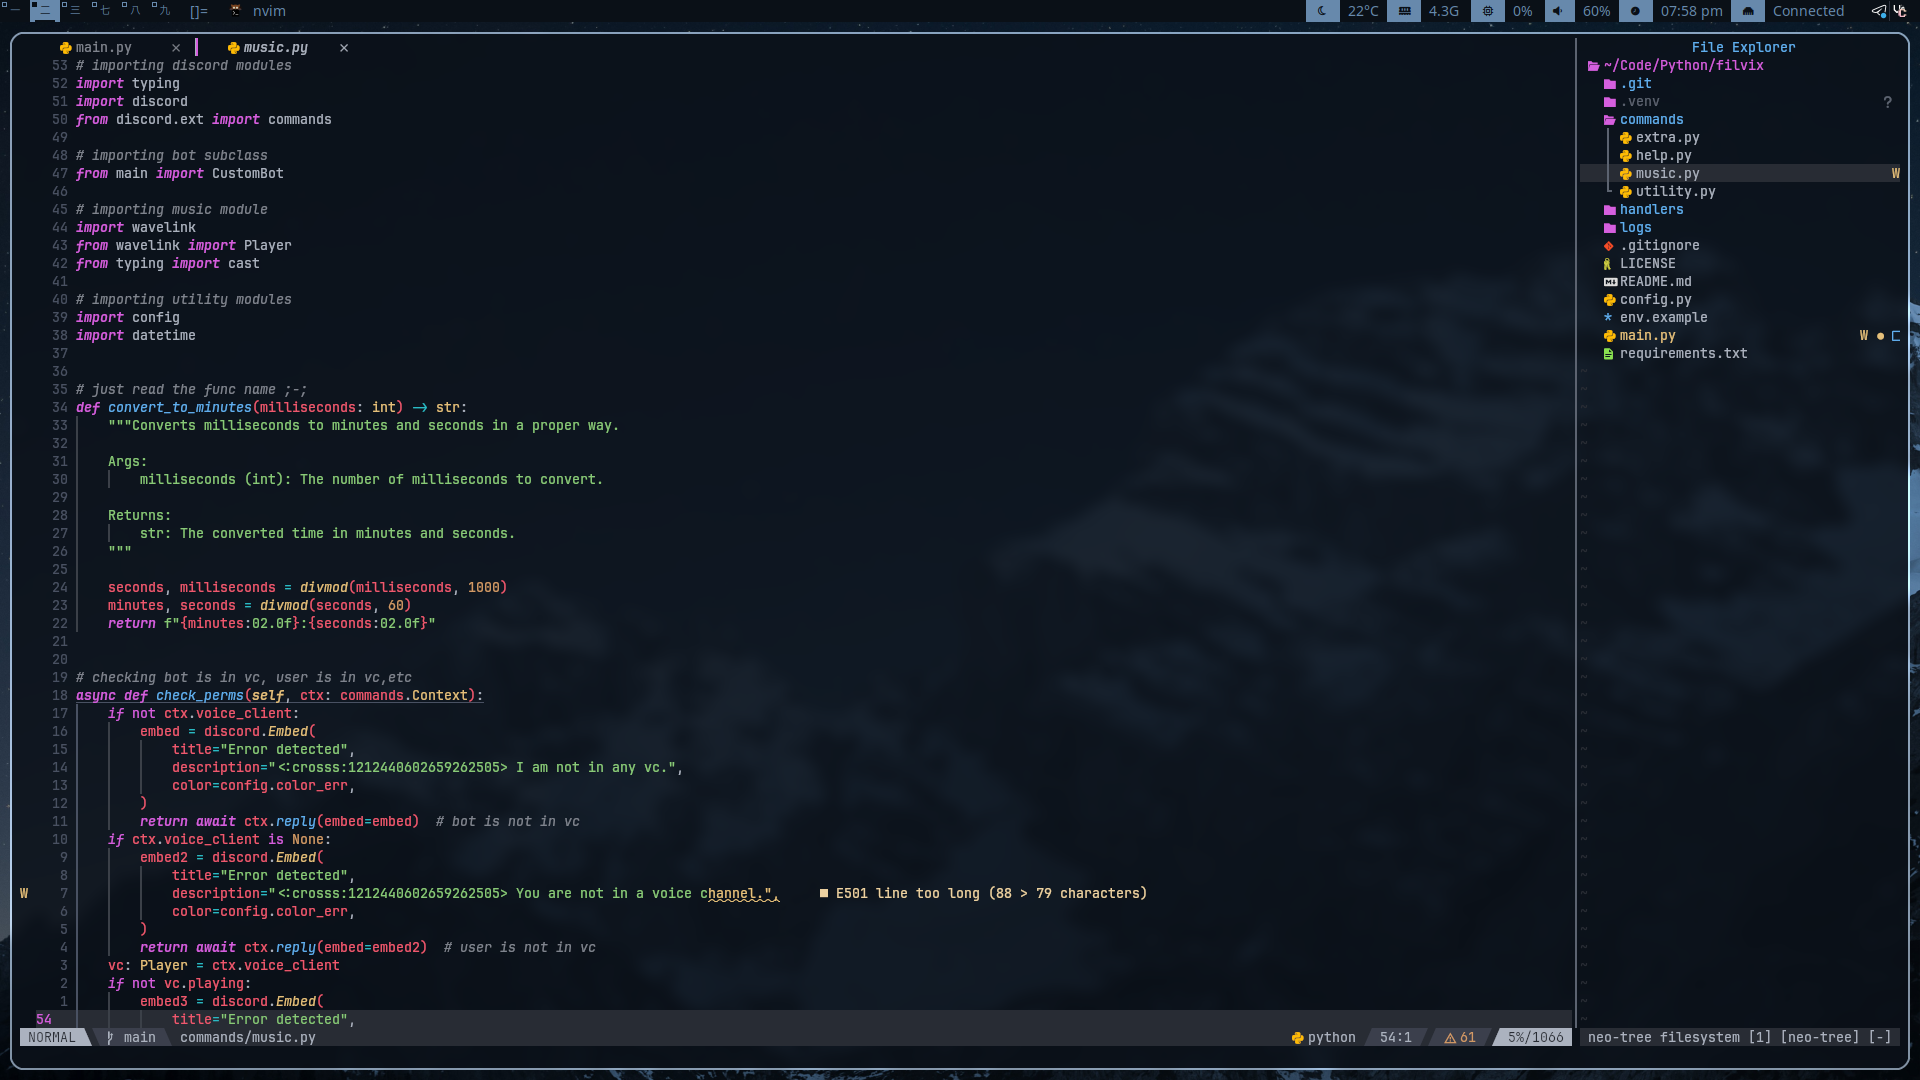 一 二 三 七 八 九 []= nvim 22°C 4.3G 0% 60% 07:58 pm Connected
main.py × music.py ×
53 # importing discord modules
52 import typing
51 import discord
50 from discord.ext import commands
49
48 # importing bot subclass
47 from main import CustomBot
46
45 # importing music module
44 import wavelink
43 from wavelink import Player
42 from typing import cast
41
40 # importing utility modules
39 import config
38 import datetime
37
36
35 # just read the func name ;-;
34 def convert_to_minutes(milliseconds: int) -> str:
33     """Converts milliseconds to minutes and seconds in a proper way.
32
31     Args:
30         milliseconds (int): The number of milliseconds to convert.
29
28     Returns:
27         str: The converted time in minutes and seconds.
26     """
25
24     seconds, milliseconds = divmod(milliseconds, 1000)
23     minutes, seconds = divmod(seconds, 60)
22     return f"{minutes:02.0f}:{seconds:02.0f}"
21
20
19 # checking bot is in vc, user is in vc,etc
18 async def check_perms(self, ctx: commands.Context):
17     if not ctx.voice_client:
16         embed = discord.Embed(
15             title="Error detected",
14             description="<:crosss:1212440602659262505> I am not in any vc.",
13             color=config.color_err,
12         )
11         return await ctx.reply(embed=embed)  # bot is not in vc
10     if ctx.voice_client is None:
9         embed2 = discord.Embed(
8             title="Error detected",
W 7             description="<:crosss:1212440602659262505> You are not in a voice channel.", ■ E501 line too long (88 > 79 characters)
6             color=config.color_err,
5         )
4         return await ctx.reply(embed=embed2)  # user is not in vc
3     vc: Player = ctx.voice_client
2     if not vc.playing:
1         embed3 = discord.Embed(
54             title="Error detected",
NORMAL main commands/music.py python 54:1 61 5%/1066
File Explorer
~/Code/Python/filvix
.git
.venv ?
commands
extra.py
help.py
music.py W
utility.py
handlers
logs
.gitignore
LICENSE
README.md
config.py
env.example
main.py W
requirements.txt
neo-tree filesystem [1] [neo-tree] [-]